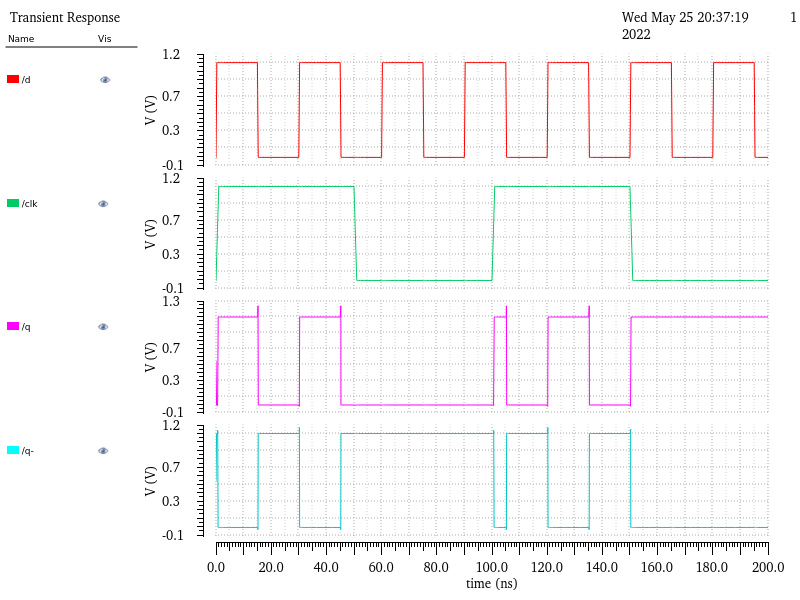 Transient Response
Wed May 25 20:37:19 1
2022
Name Vis
/d
1.2
0.7
0.3
-0.1
V (V)
/clk
1.2
0.7
0.3
-0.1
V (V)
/q
1.3
0.7
0.3
-0.1
V (V)
/q-
1.2
0.7
0.3
-0.1
V (V)
0.0 20.0 40.0 60.0 80.0 100.0 120.0 140.0 160.0 180.0 200.0
time (ns)